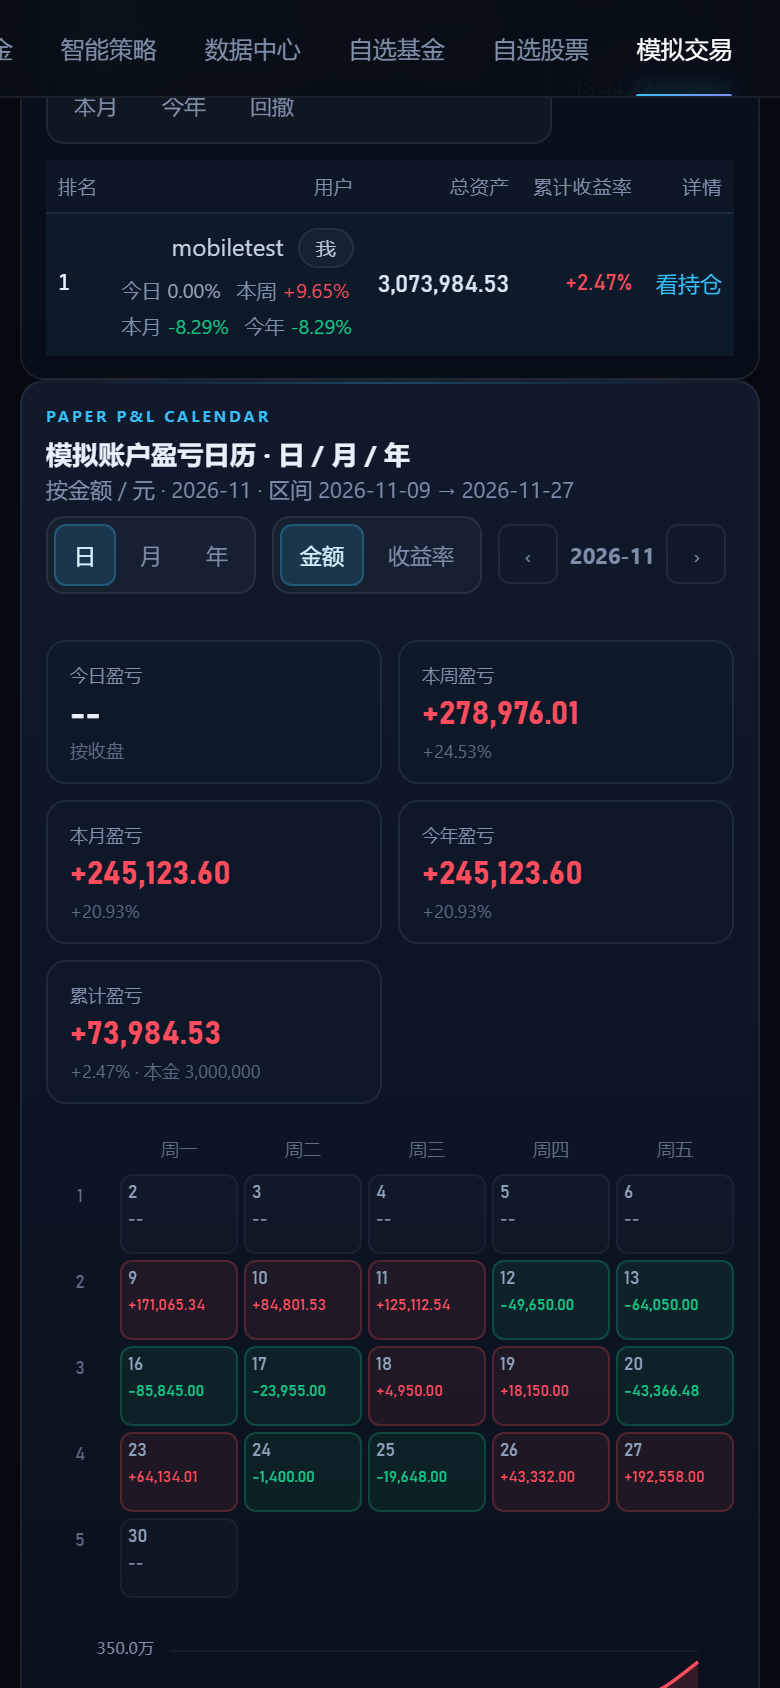 金 智能策略 数据中心 自选基金 自选股票 模拟交易
本月 今年 回撤
排名 用户 总资产 累计收益率 详情
mobiletest 我
1 今日 0.00% 本周 +9.65% 3,073,984.53 +2.47% 看持仓
本月 -8.29% 今年 -8.29%
PAPER P&L CALENDAR
模拟账户盈亏日历 · 日 / 月 / 年
按金额 / 元 · 2026-11 · 区间 2026-11-09 → 2026-11-27
日 月 年 金额 收益率 ‹ 2026-11 ›
今日盈亏 本周盈亏
-- +278,976.01
按收盘 +24.53%
本月盈亏 今年盈亏
+245,123.60 +245,123.60
+20.93% +20.93%
累计盈亏
+73,984.53
+2.47% · 本金 3,000,000
周一 周二 周三 周四 周五
1 2 3 4 5 6
-- -- -- -- --
2 9 10 11 12 13
+171,065.34 +84,801.53 +125,112.54 -49,650.00 -64,050.00
3 16 17 18 19 20
-85,845.00 -23,955.00 +4,950.00 +18,150.00 -43,366.48
4 23 24 25 26 27
+64,134.01 -1,400.00 -19,648.00 +43,332.00 +192,558.00
5 30
--
350.0万